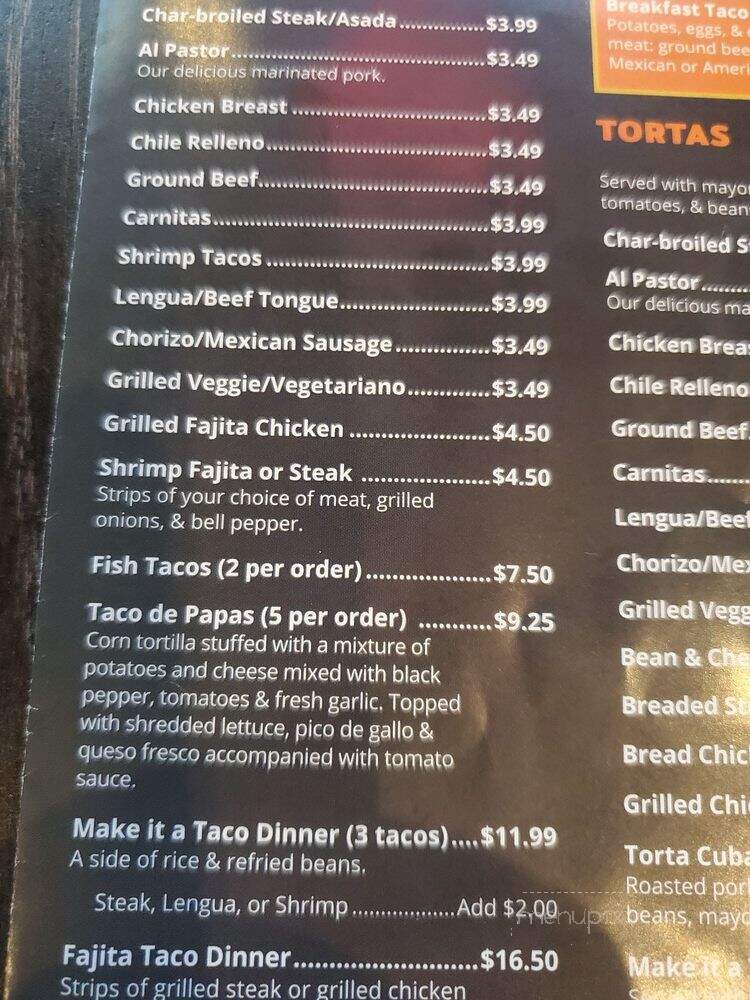 Char-broiled Steak/Asada...............$3.99
Al Pastor..............................................$3.49
Our delicious marinated pork.
Chicken Breast ...................................$3.49
Chile Relleno.......................................$3.49
Ground Beef........................................$3.49
Carnitas................................................$3.99
Shrimp Tacos .......................................$3.99
Lengua/Beef Tongue..........................$3.99
Chorizo/Mexican Sausage................$3.49
Grilled Veggie/Vegetariano..............$3.49
Grilled Fajita Chicken .......................$4.50
Shrimp Fajita or Steak .....................$4.50
Strips of your choice of meat, grilled
onions, & bell pepper.
Fish Tacos (2 per order)...................$7.50
Taco de Papas (5 per order) ...........$9.25
Corn tortilla stuffed with a mixture of
potatoes and cheese mixed with black
pepper, tomatoes & fresh garlic. Topped
with shredded lettuce, pico de gallo &
queso fresco accompanied with tomato
sauce.
Make it a Taco Dinner (3 tacos)....$11.99
A side of rice & refried beans.
Steak, Lengua, or Shrimp..................Add $2.00
Fajita Taco Dinner............................$16.50
Strips of grilled steak or grilled chicken
Breakfast Taco
Potatoes, eggs, &
meat: ground bee
Mexican or Ameri
TORTAS
Served with mayo
tomatoes, & bean
Char-broiled S
Al Pastor........
Our delicious ma
Chicken Breas
Chile Relleno
Ground Beef.
Carnitas.......
Lengua/Beef
Chorizo/Mex
Grilled Vegg
Bean & Che
Breaded St
Bread Chic
Grilled Chi
Torta Cuba
Roasted pork
beans, mayo
Make it a
menupix